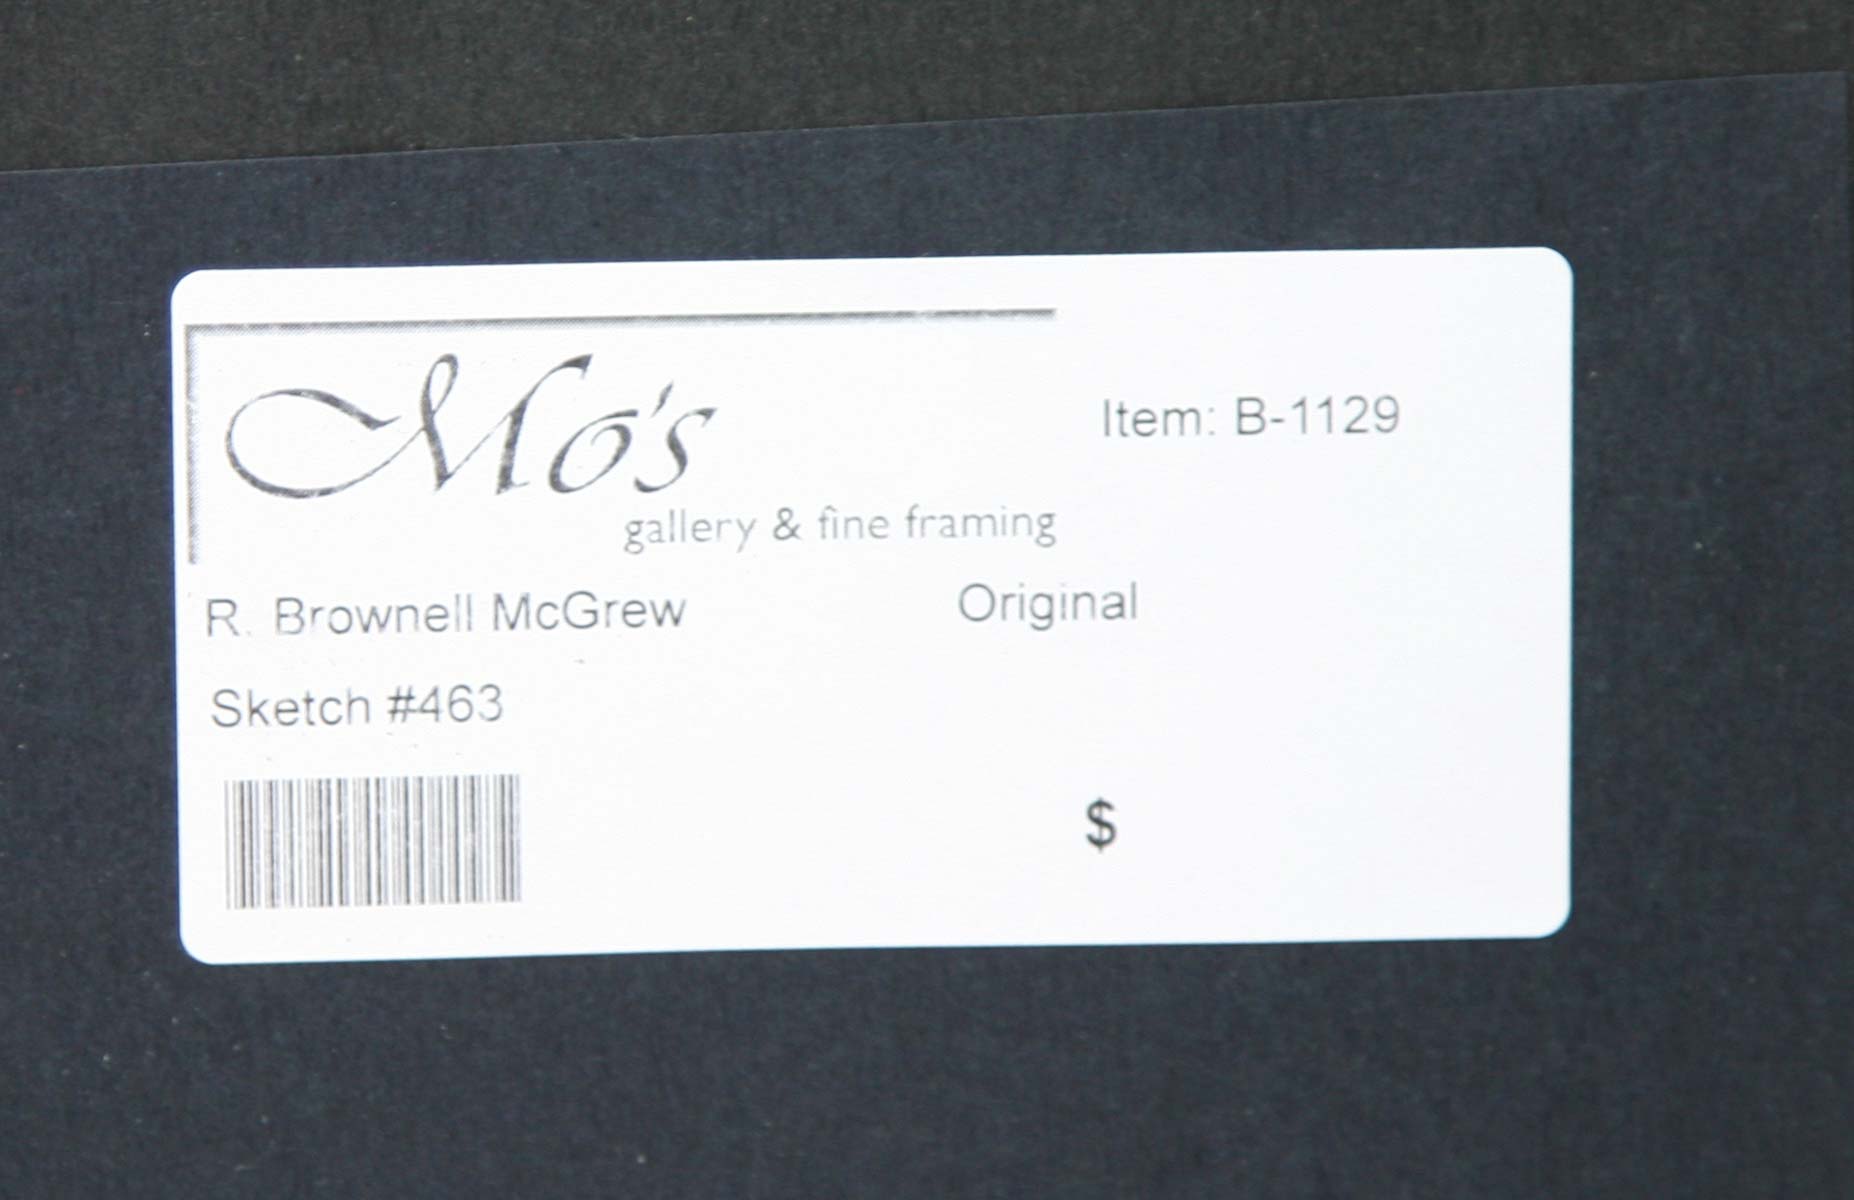 Mo's
gallery & fine framing
Item: B-1129
R. Brownell McGrew
Original
Sketch #463
$